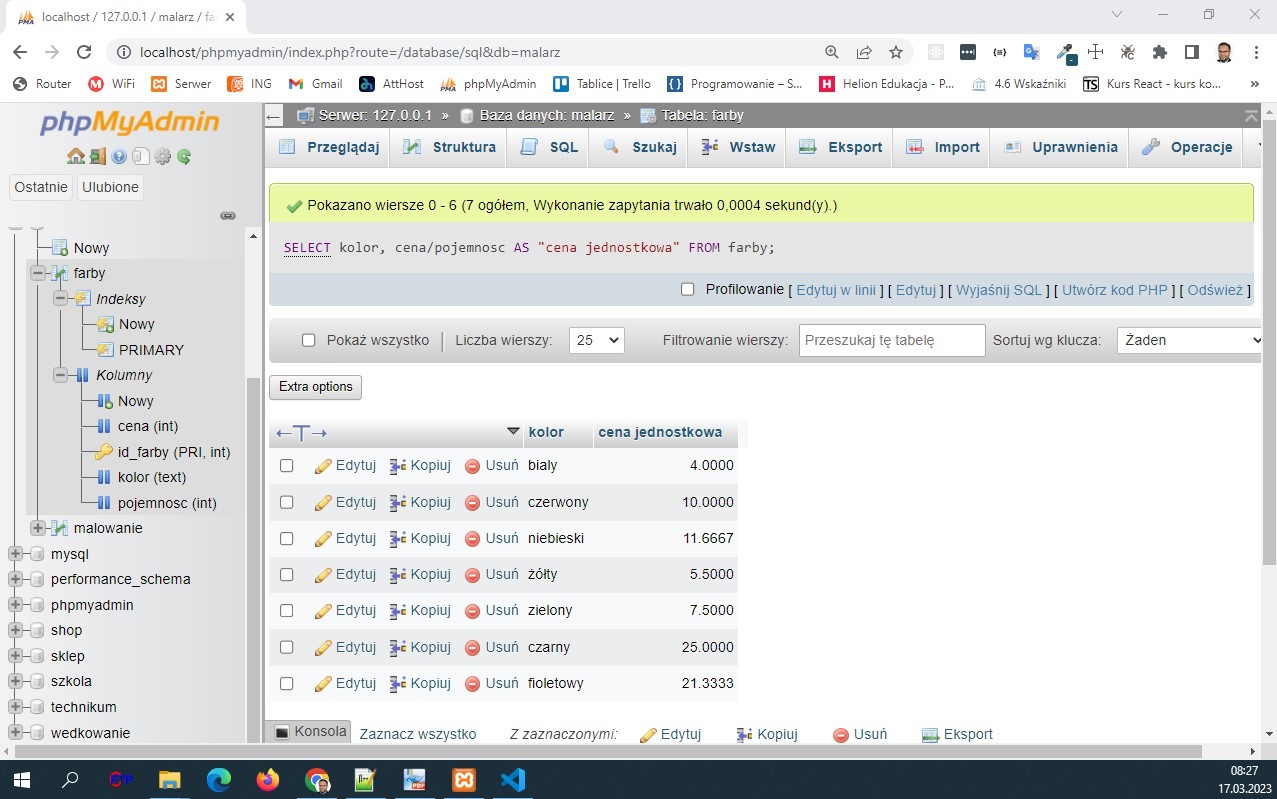 localhost / 127.0.0.1 / malarz / fa
localhost/phpmyadmin/index.php?route=/database/sql&db=malarz
Router WiFi Serwer ING Gmail AttHost phpMyAdmin Tablice | Trello Programowanie – S... Helion Edukacja - P... 4.6 Wskaźniki Kurs React - kurs ko... »
phpMyAdmin
Ostatnie Ulubione
Nowy
farby
Indeksy
Nowy
PRIMARY
Kolumny
Nowy
cena (int)
id_farby (PRI, int)
kolor (text)
pojemnosc (int)
malowanie
mysql
performance_schema
phpmyadmin
shop
sklep
szkola
technikum
wedkowanie
Serwer: 127.0.0.1 » Baza danych: malarz » Tabela: farby
Przeglądaj Struktura SQL Szukaj Wstaw Eksport Import Uprawnienia Operacje
Pokazano wiersze 0 - 6 (7 ogółem, Wykonanie zapytania trwało 0,0004 sekund(y).)
SELECT kolor, cena/pojemnosc AS "cena jednostkowa" FROM farby;
Profilowanie [ Edytuj w linii ] [ Edytuj ] [ Wyjaśnij SQL ] [ Utwórz kod PHP ] [ Odśwież ]
Pokaż wszystko | Liczba wierszy: 25 Filtrowanie wierszy: Przeszukaj tę tabelę Sortuj wg klucza: Żaden
Extra options
←T→ kolor cena jednostkowa
Edytuj Kopiuj Usuń bialy 4.0000
Edytuj Kopiuj Usuń czerwony 10.0000
Edytuj Kopiuj Usuń niebieski 11.6667
Edytuj Kopiuj Usuń żółty 5.5000
Edytuj Kopiuj Usuń zielony 7.5000
Edytuj Kopiuj Usuń czarny 25.0000
Edytuj Kopiuj Usuń fioletowy 21.3333
Konsola Zaznacz wszystko Z zaznaczonymi: Edytuj Kopiuj Usuń Eksport
08:27
17.03.2023